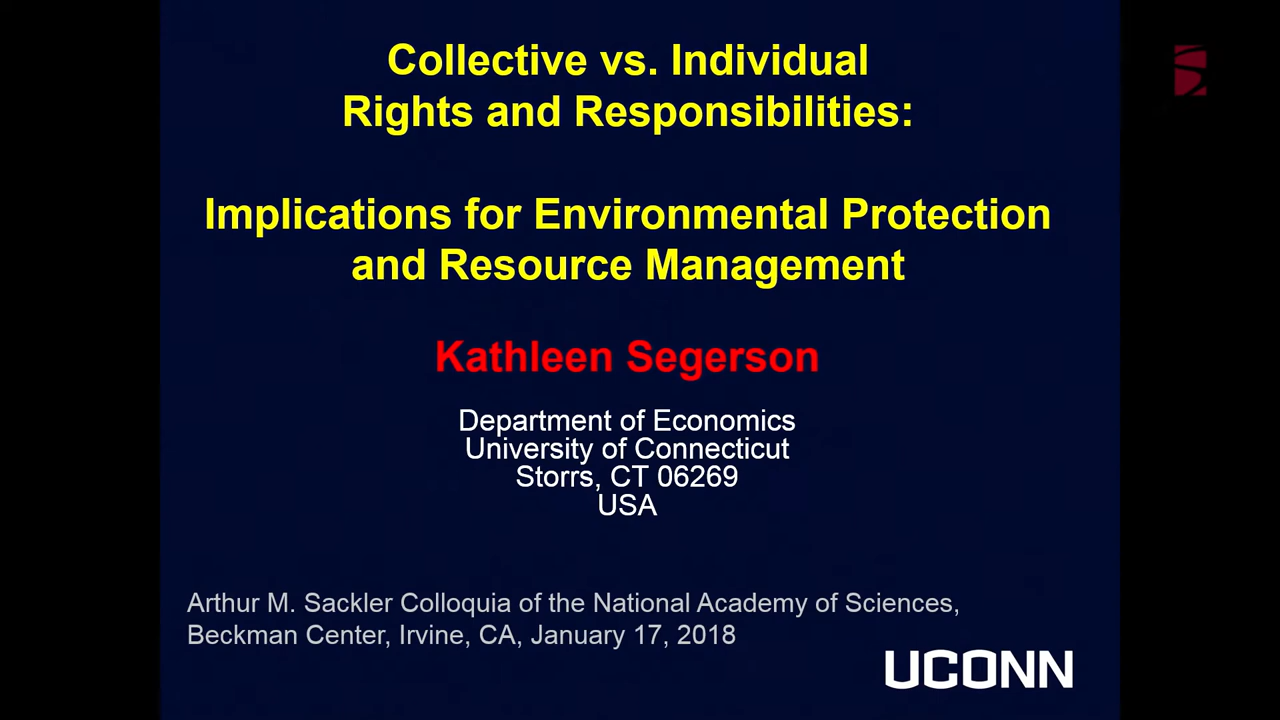 Collective vs. Individual
Rights and Responsibilities:
Implications for Environmental Protection
and Resource Management
Kathleen Segerson
Department of Economics
University of Connecticut
Storrs, CT 06269
USA
Arthur M. Sackler Colloquia of the National Academy of Sciences,
Beckman Center, Irvine, CA, January 17, 2018
UCONN